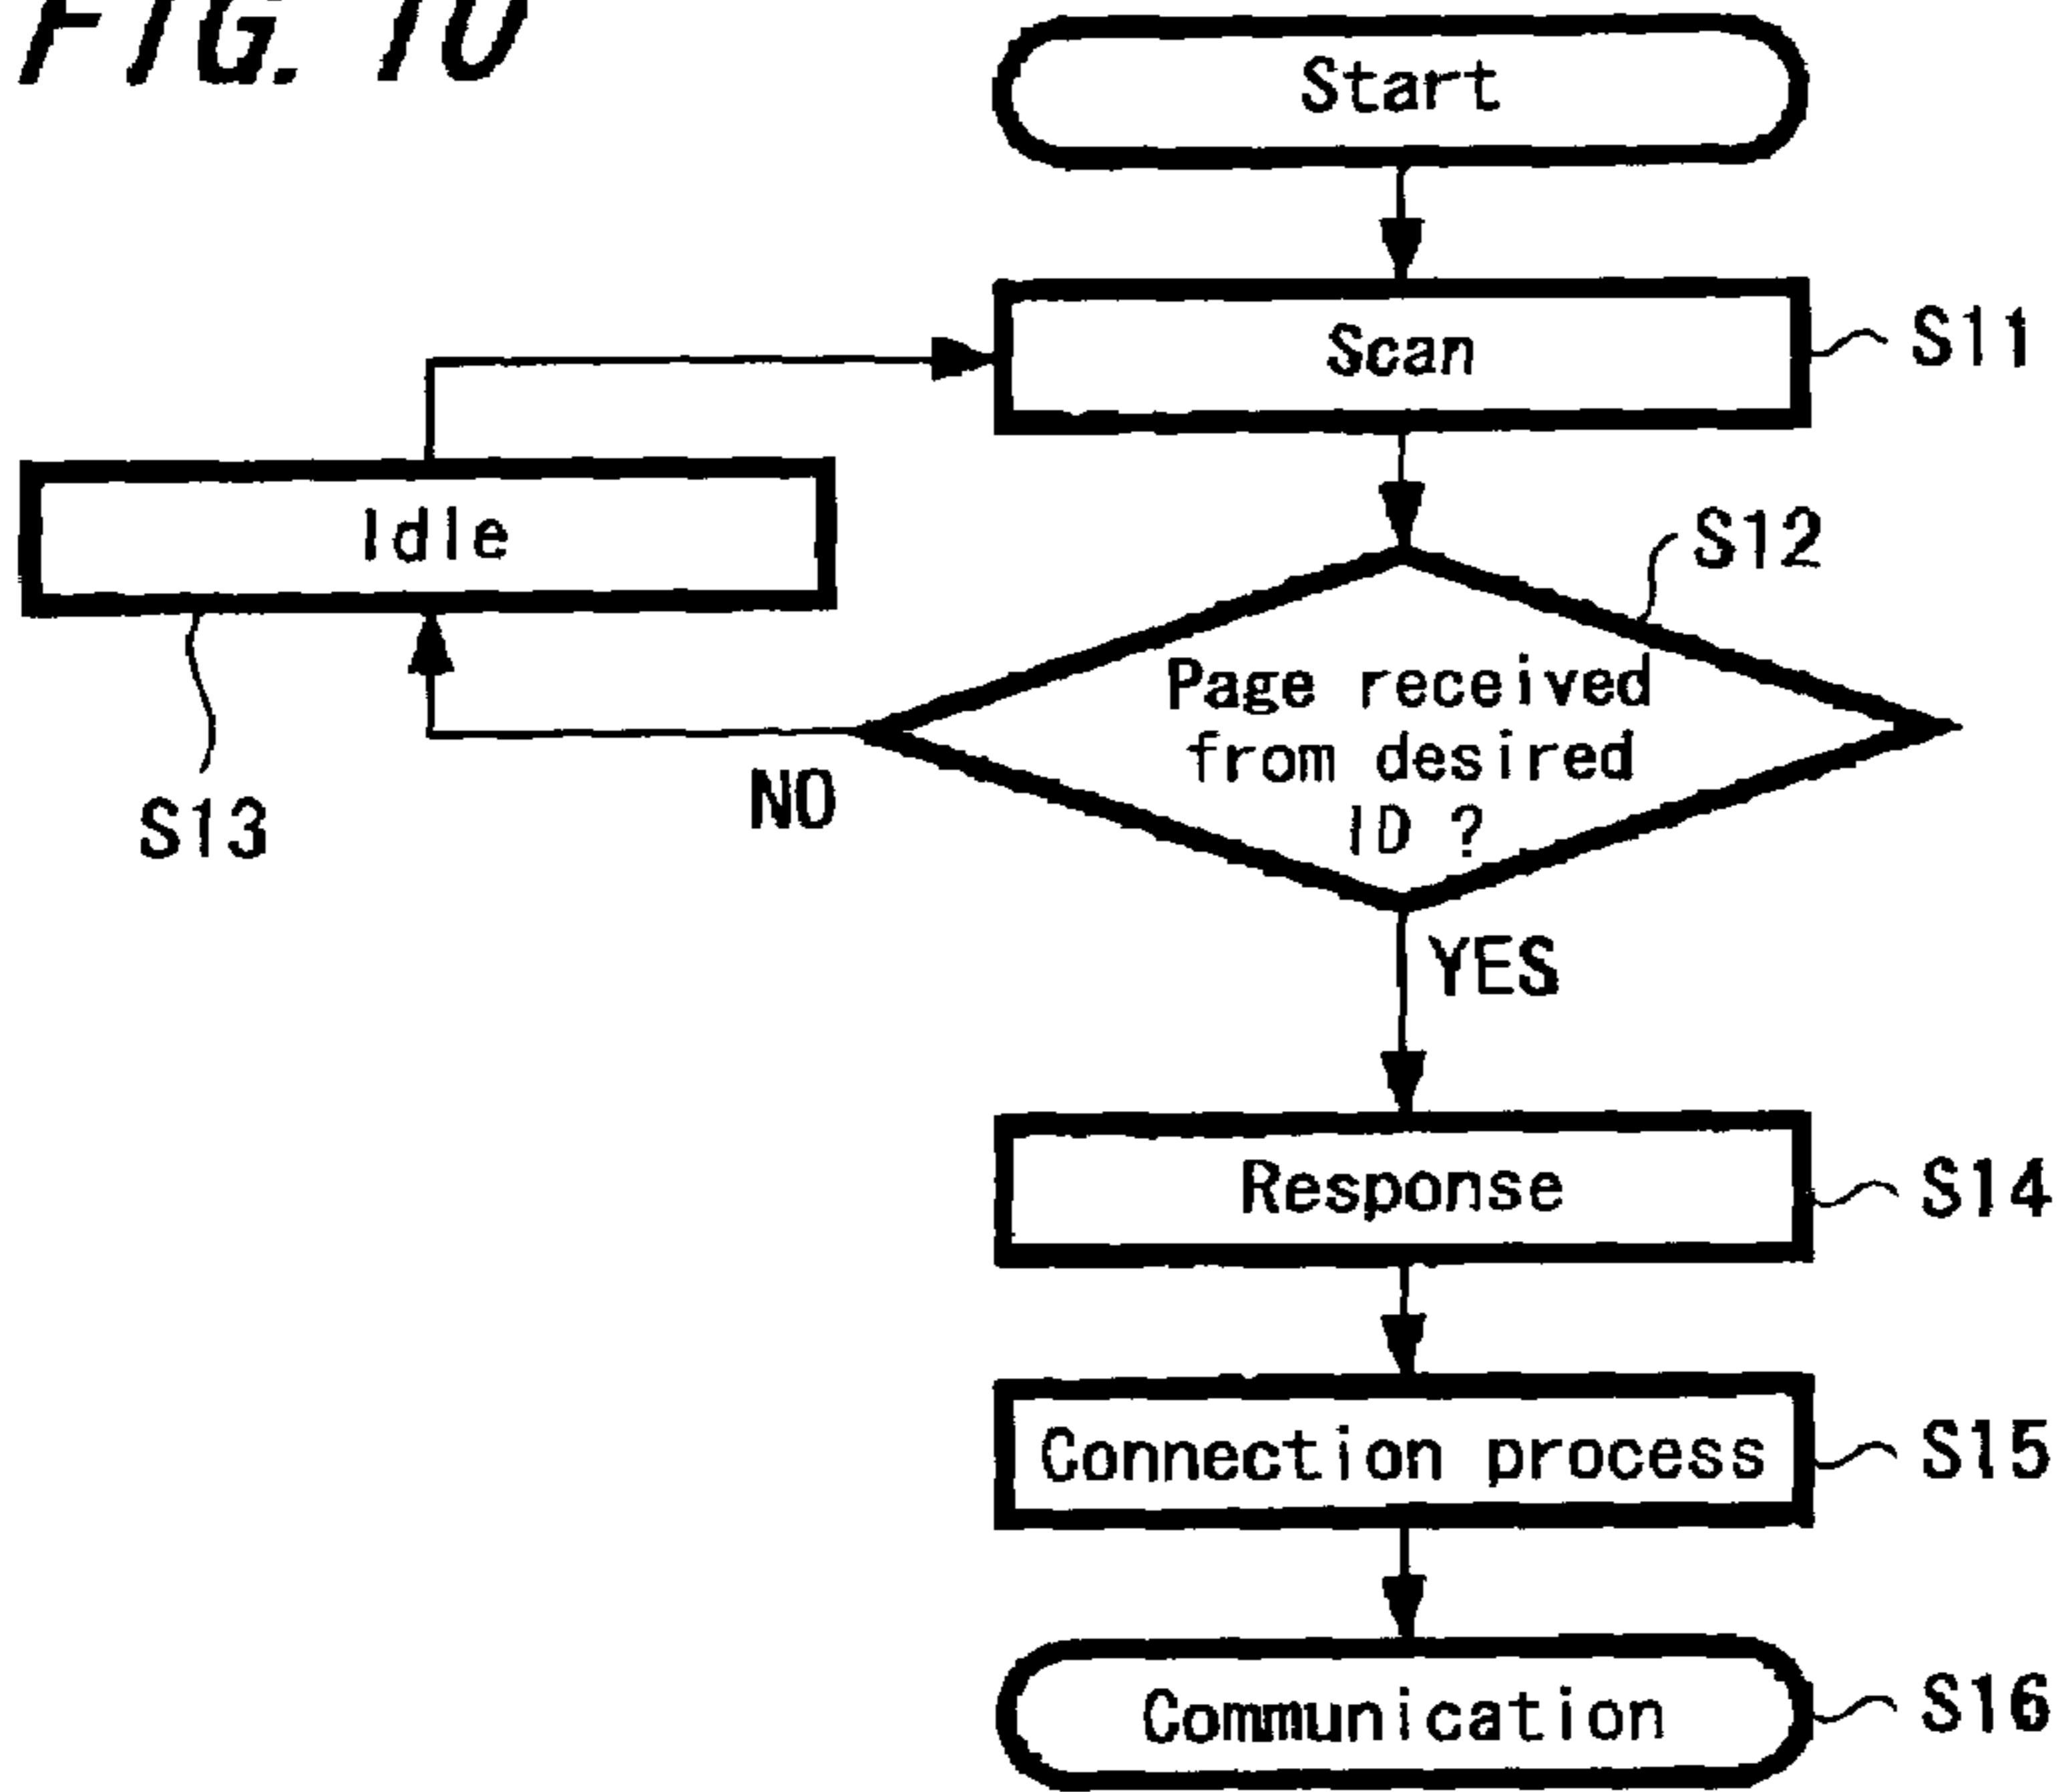 FIG. 10
Start
Scan
S11
Idle
S12
Page received
from desired
ID ?
NO
S13
YES
Response
S14
Connection process
S15
Communication
S16